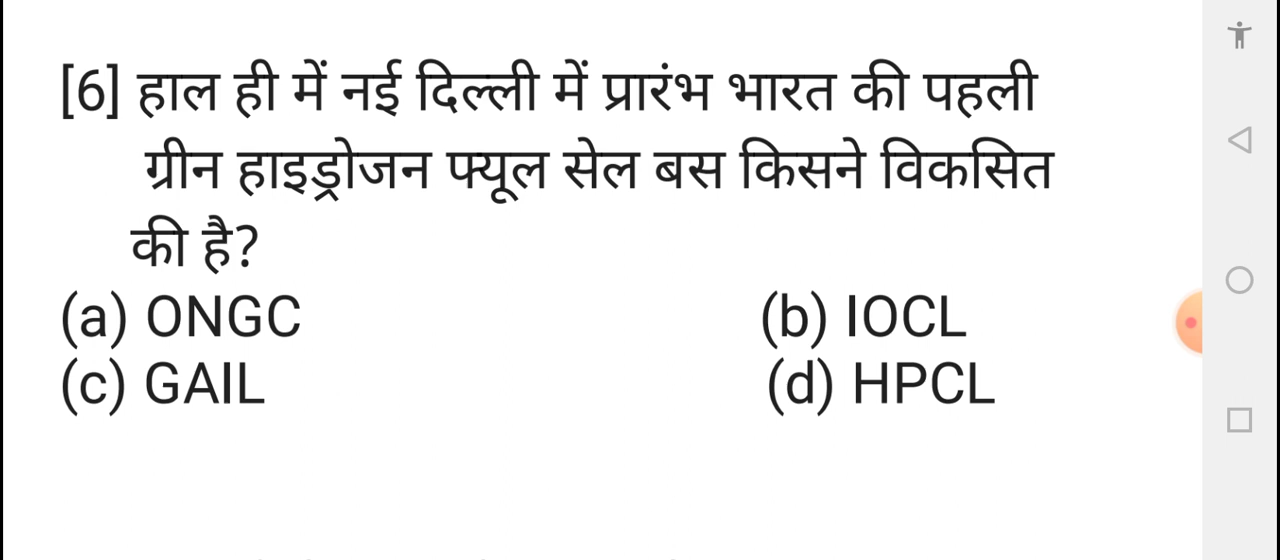 [6] हाल ही में नई दिल्ली में प्रारंभ भारत की पहली
ग्रीन हाइड्रोजन फ्यूल सेल बस किसने विकसित
की है?
(a) ONGC (b) IOCL
(c) GAIL (d) HPCL